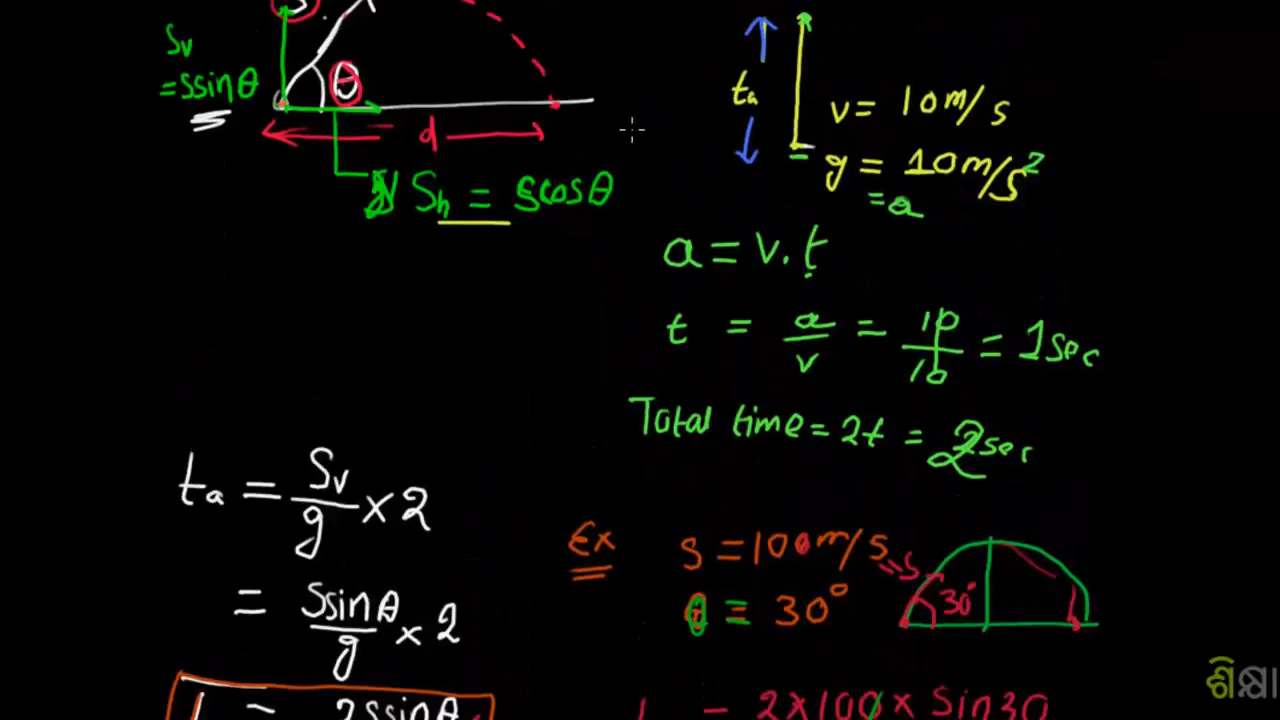 Sv
= ssinθ
θ
d
Sh = scosθ
ta
v = 10m/s
g = 10m/s²
= a
a = v.t
t = a/v = 10/10 = 1sec
Total time = 2t = 2sec
ta = Sv/g × 2
= ssinθ/g × 2
= 2ssinθ
Ex
s = 100m/s
θ = 30°
= s
30°
= 2×100× Sin30
ଶିକ୍ଷା